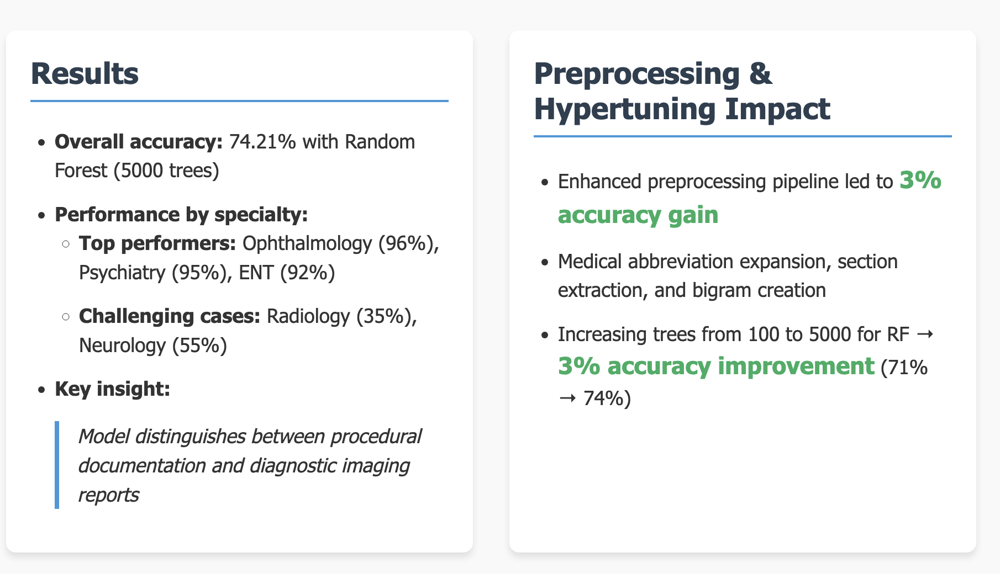 Results
Overall accuracy: 74.21% with Random
Forest (5000 trees)
Performance by specialty:
Top performers: Ophthalmology (96%),
Psychiatry (95%), ENT (92%)
Challenging cases: Radiology (35%),
Neurology (55%)
Key insight:
Model distinguishes between procedural
documentation and diagnostic imaging
reports
Preprocessing &
Hypertuning Impact
Enhanced preprocessing pipeline led to 3%
accuracy gain
Medical abbreviation expansion, section
extraction, and bigram creation
Increasing trees from 100 to 5000 for RF →
3% accuracy improvement (71%
→ 74%)